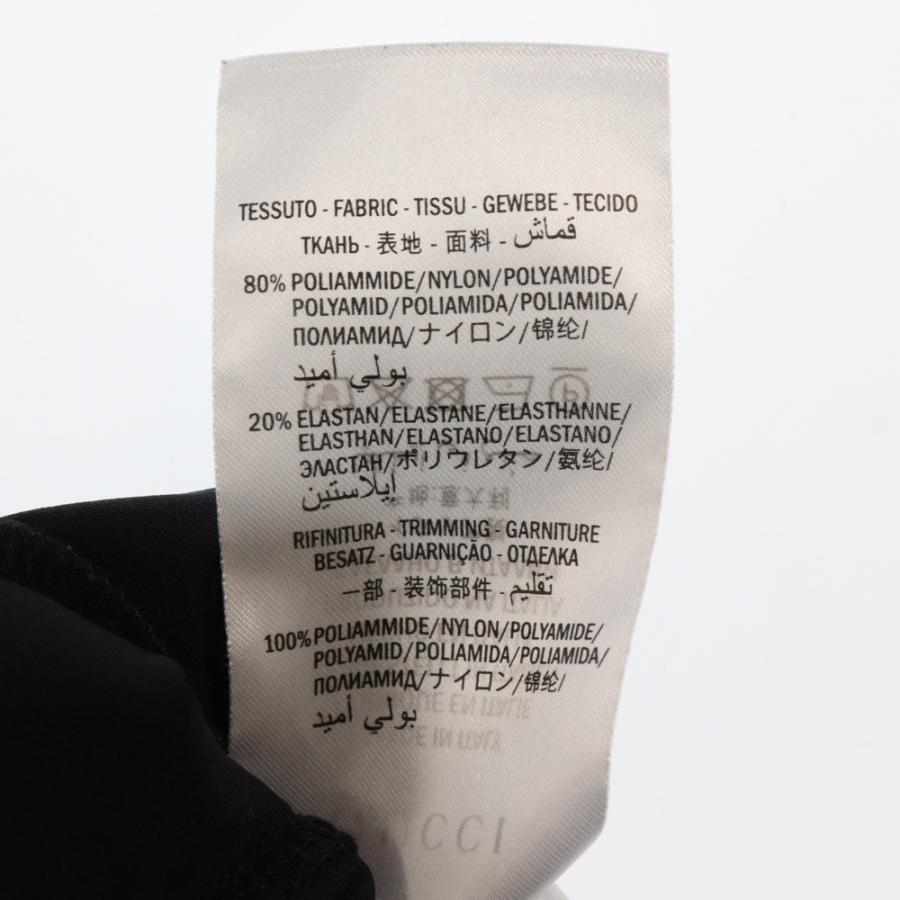 TESSUTO - FABRIC - TISSU - GEWEBE - TECIDO
ТКАНЬ - 表地 - 面料 - قماش
80% POLIAMMIDE/NYLON/POLYAMIDE/
POLYAMID/POLIAMIDA/POLIAMIDA/
ПОЛИАМИД/ナイロン/锦纶/
بولي أميد
20% ELASTAN/ELASTANE/ELASTHANNE/
ELASTHAN/ELASTANO/ELASTANO/
ЭЛАСТАН/ポリウレタン/氨纶/
إيلاستين
RIFINITURA - TRIMMING - GARNITURE
BESATZ - GUARNIÇÃO - ОТДЕЛКА
一部 - 装饰部件 - تقليم
100% POLIAMMIDE/NYLON/POLYAMIDE/
POLYAMID/POLIAMIDA/POLIAMIDA/
ПОЛИАМИД/ナイロン/锦纶/
بولي أميد